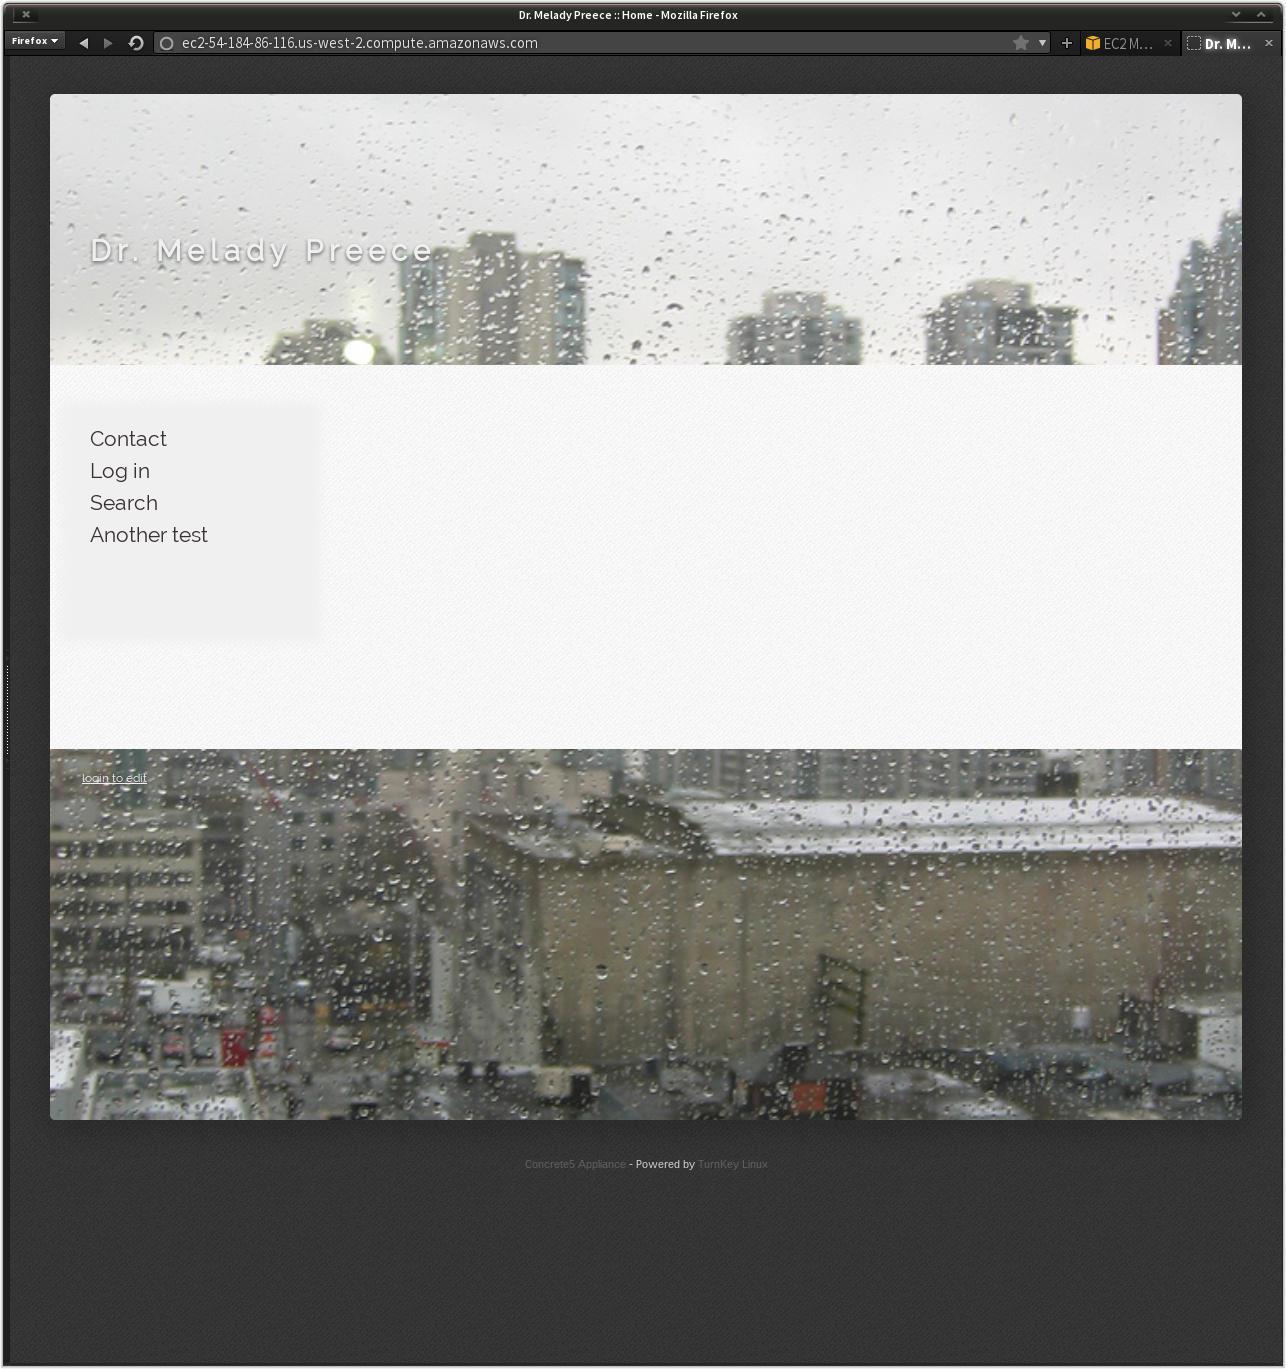 Dr. Melady Preece :: Home - Mozilla Firefox
Firefox
ec2-54-184-86-116.us-west-2.compute.amazonaws.com
EC2 M...
Dr. M...
Dr. Melady Preece
Contact
Log in
Search
Another test
login to edit
Concrete5 Appliance - Powered by TurnKey Linux